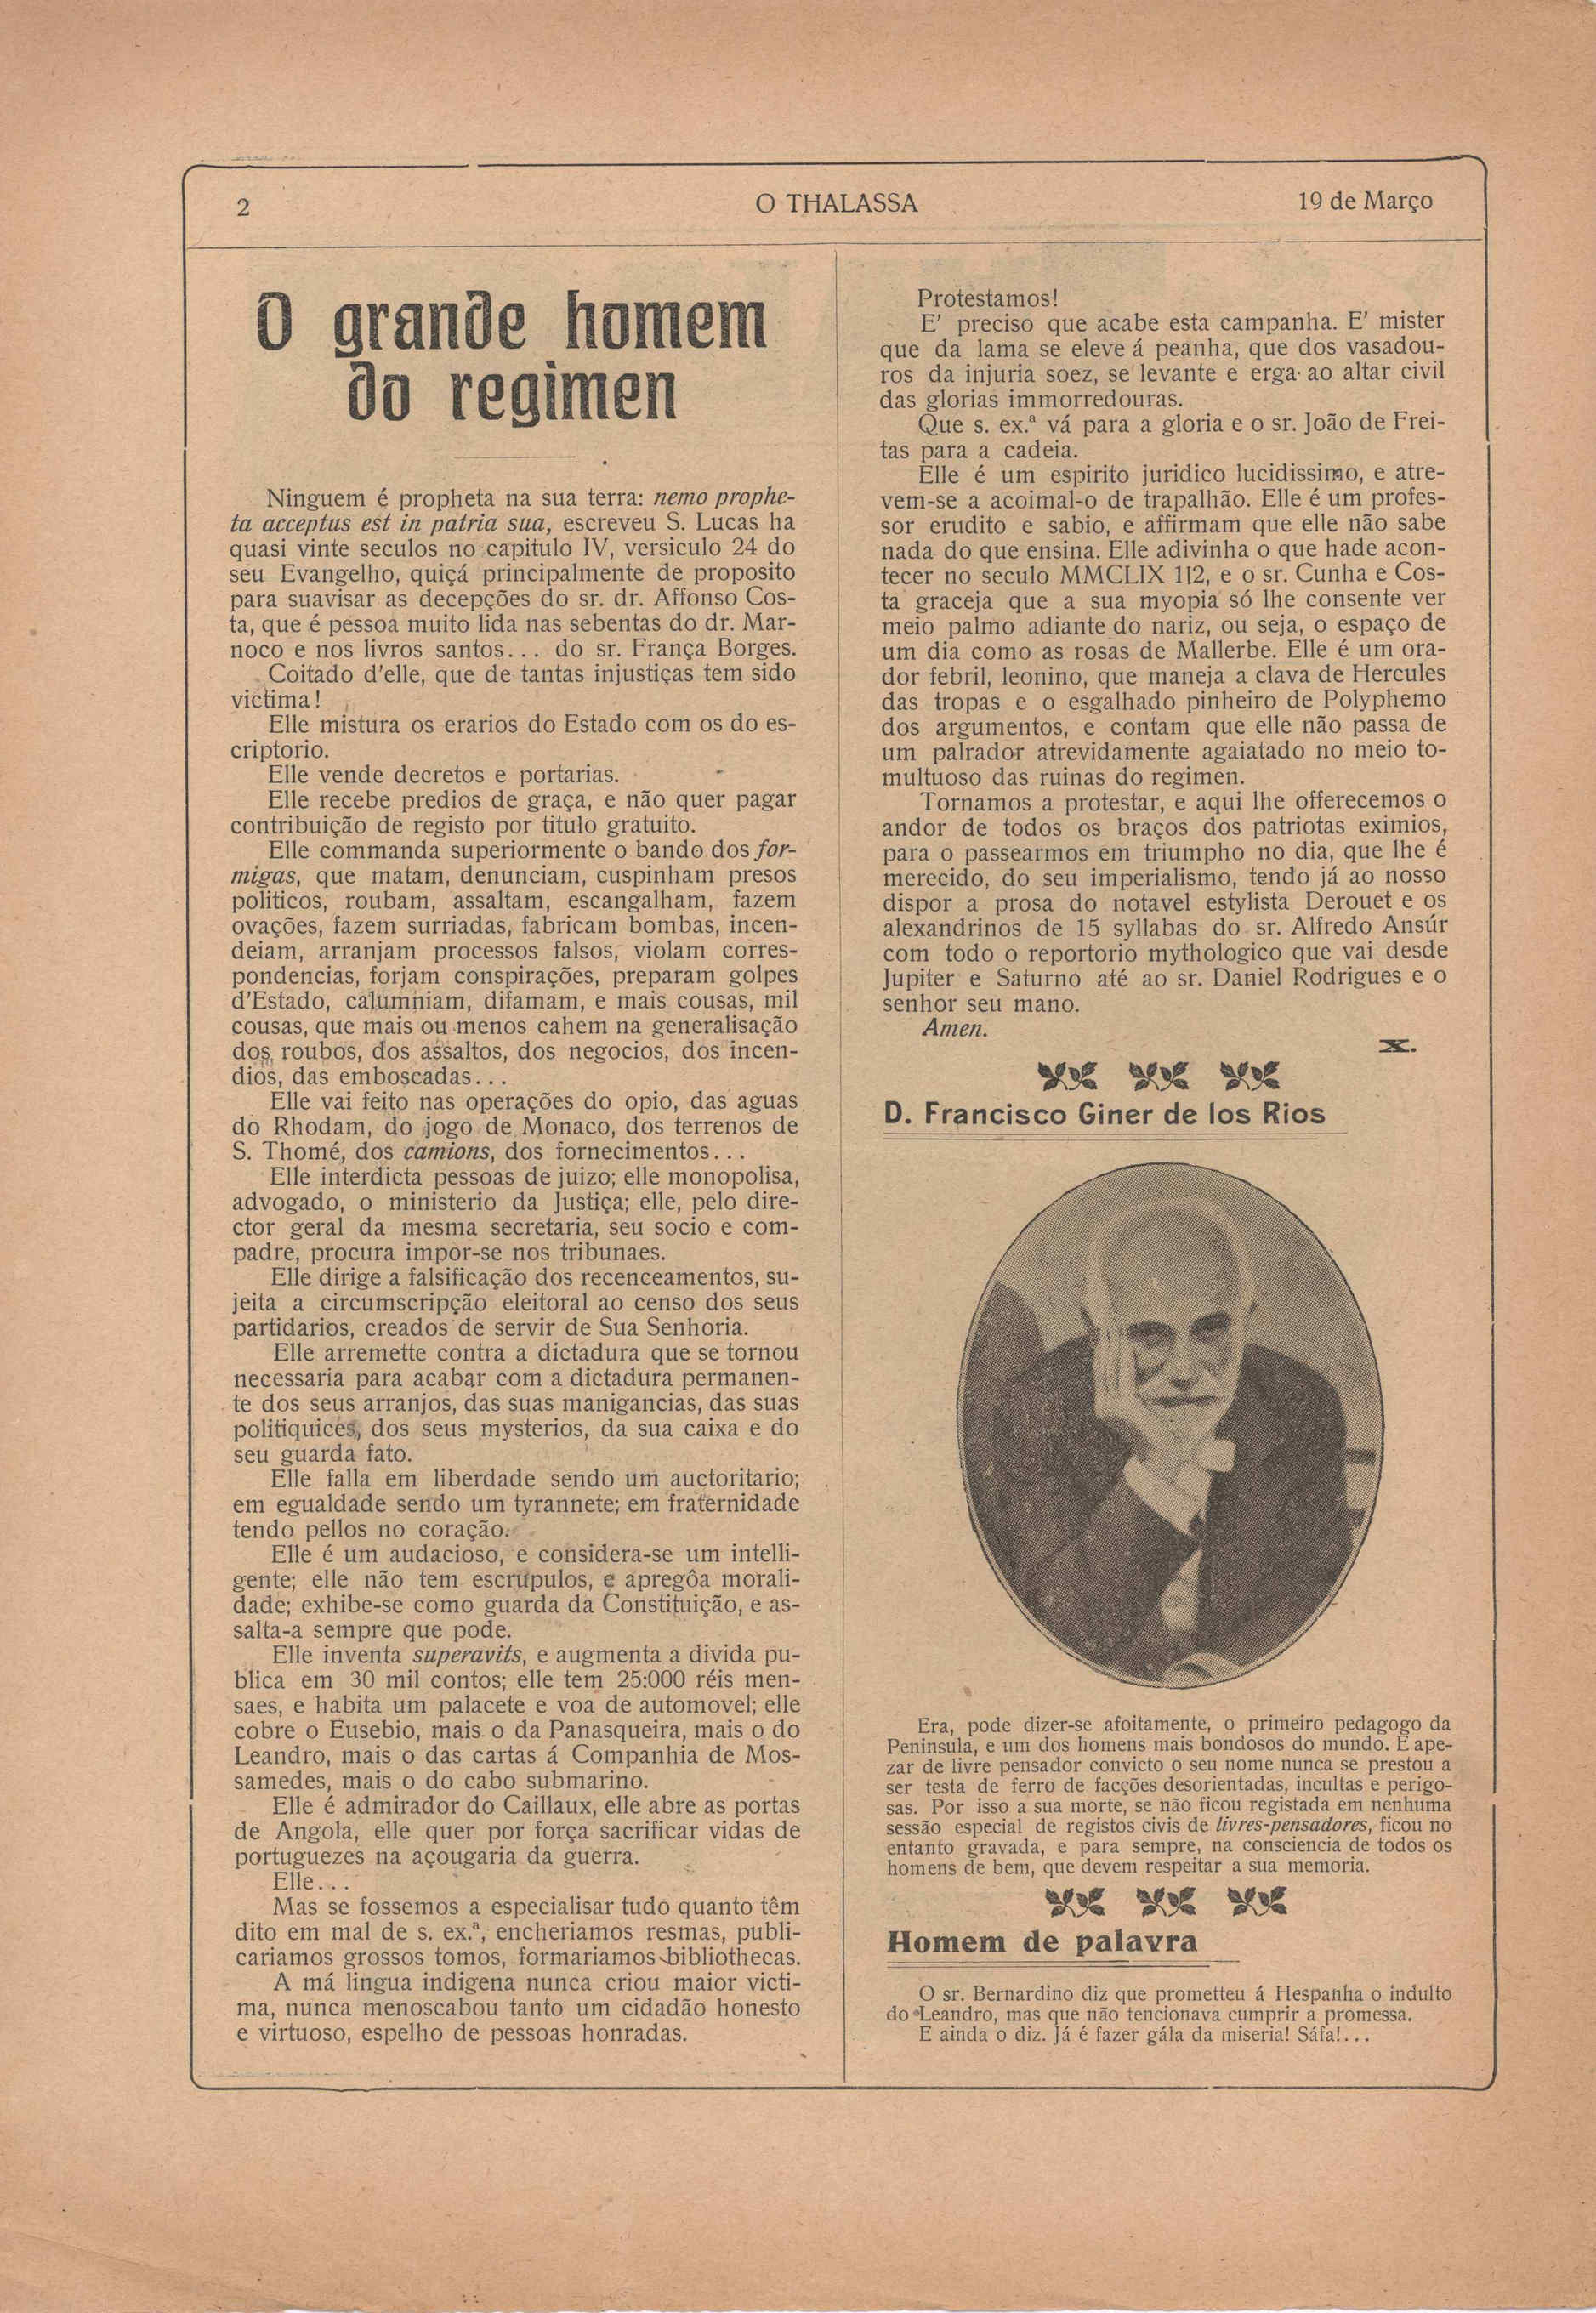 2
O THALASSA
19 de Março
O grande homem
do regimen
Ninguem é propheta na sua terra: nemo prophe-
ta acceptus est in patria sua, escreveu S. Lucas ha
quasi vinte seculos no capitulo IV, versiculo 24 do
seu Evangelho, quiçá principalmente de proposito
para suavisar as decepções do sr. dr. Affonso Cos-
ta, que é pessoa muito lida nas sebentas do dr. Mar-
noco e nos livros santos... do sr. França Borges.
Coitado d'elle, que de tantas injustiças tem sido
victima!
Elle mistura os erarios do Estado com os do es-
criptorio.
Elle vende decretos e portarias.
Elle recebe predios de graça, e não quer pagar
contribuição de registo por titulo gratuito.
Elle commanda superiormente o bando dos for-
migas, que matam, denunciam, cuspinham presos
politicos, roubam, assaltam, escangalham, fazem
ovações, fazem surriadas, fabricam bombas, incen-
deiam, arranjam processos falsos, violam corres-
pondencias, forjam conspirações, preparam golpes
d'Estado, calumniam, difamam, e mais cousas, mil
cousas, que mais ou menos cahem na generalisação
dos roubos, dos assaltos, dos negocios, dos incen-
dios, das emboscadas...
Elle vai feito nas operações do opio, das aguas
do Rhodam, do jogo de Monaco, dos terrenos de
S. Thomé, dos camions, dos fornecimentos...
Elle interdicta pessoas de juizo; elle monopolisa,
advogado, o ministerio da Justiça; elle, pelo dire-
ctor geral da mesma secretaria, seu socio e com-
padre, procura impor-se nos tribunaes.
Elle dirige a falsificação dos recenceamentos, su-
jeita a circumscripção eleitoral ao censo dos seus
partidarios, creados de servir de Sua Senhoria.
Elle arremette contra a dictadura que se tornou
necessaria para acabar com a dictadura permanen-
te dos seus arranjos, das suas manigancias, das suas
politiquices, dos seus mysterios, da sua caixa e do
seu guarda fato.
Elle falla em liberdade sendo um auctoritario;
em egualdade sendo um tyrannete; em fraternidade
tendo pellos no coração.
Elle é um audacioso, e considera-se um intelli-
gente; elle não tem escrupulos, e apregôa morali-
dade; exhibe-se como guarda da Constituição, e as-
salta-a sempre que pode.
Elle inventa superavits, e augmenta a divida pu-
blica em 30 mil contos; elle tem 25:000 réis men-
saes, e habita um palacete e voa de automovel; elle
cobre o Eusebio, mais o da Panasqueira, mais o do
Leandro, mais o das cartas á Companhia de Mos-
samedes, mais o do cabo submarino.
Elle é admirador do Caillaux, elle abre as portas
de Angola, elle quer por força sacrificar vidas de
portuguezes na açougaria da guerra.
Elle...
Mas se fossemos a especialisar tudo quanto têm
dito em mal de s. ex.ª, encheriamos resmas, publi-
cariamos grossos tomos, formariamos bibliothecas.
A má lingua indigena nunca criou maior victi-
ma, nunca menoscabou tanto um cidadão honesto
e virtuoso, espelho de pessoas honradas.
Protestamos!
E' preciso que acabe esta campanha. E' mister
que da lama se eleve á peanha, que dos vasadou-
ros da injuria soez, se levante e erga ao altar civil
das glorias immorredouras.
Que s. ex.ª vá para a gloria e o sr. João de Frei-
tas para a cadeia.
Elle é um espirito juridico lucidissimo, e atre-
vem-se a acoimal-o de trapalhão. Elle é um profes-
sor erudito e sabio, e affirmam que elle não sabe
nada do que ensina. Elle adivinha o que hade acon-
tecer no seculo MMCLIX 1|2, e o sr. Cunha e Cos-
ta graceja que a sua myopia só lhe consente ver
meio palmo adiante do nariz, ou seja, o espaço de
um dia como as rosas de Mallerbe. Elle é um ora-
dor febril, leonino, que maneja a clava de Hercules
das tropas e o esgalhado pinheiro de Polyphemo
dos argumentos, e contam que elle não passa de
um palrador atrevidamente agaiatado no meio to-
multuoso das ruinas do regimen.
Tornamos a protestar, e aqui lhe offerecemos o
andor de todos os braços dos patriotas eximios,
para o passearmos em triumpho no dia, que lhe é
merecido, do seu imperialismo, tendo já ao nosso
dispor a prosa do notavel estylista Derouet e os
alexandrinos de 15 syllabas do sr. Alfredo Ansúr
com todo o reportorio mythologico que vai desde
Jupiter e Saturno até ao sr. Daniel Rodrigues e o
senhor seu mano.
Amen.
X.
D. Francisco Giner de los Rios
Era, pode dizer-se afoitamente, o primeiro pedagogo da
Peninsula, e um dos homens mais bondosos do mundo. E ape-
zar de livre pensador convicto o seu nome nunca se prestou a
ser testa de ferro de facções desorientadas, incultas e perigo-
sas. Por isso a sua morte, se não ficou registada em nenhuma
sessão especial de registos civis de livres-pensadores, ficou no
entanto gravada, e para sempre, na consciencia de todos os
homens de bem, que devem respeitar a sua memoria.
Homem de palavra
O sr. Bernardino diz que prometteu á Hespanha o indulto
do Leandro, mas que não tencionava cumprir a promessa.
E ainda o diz. Já é fazer gála da miseria! Sáfa!...